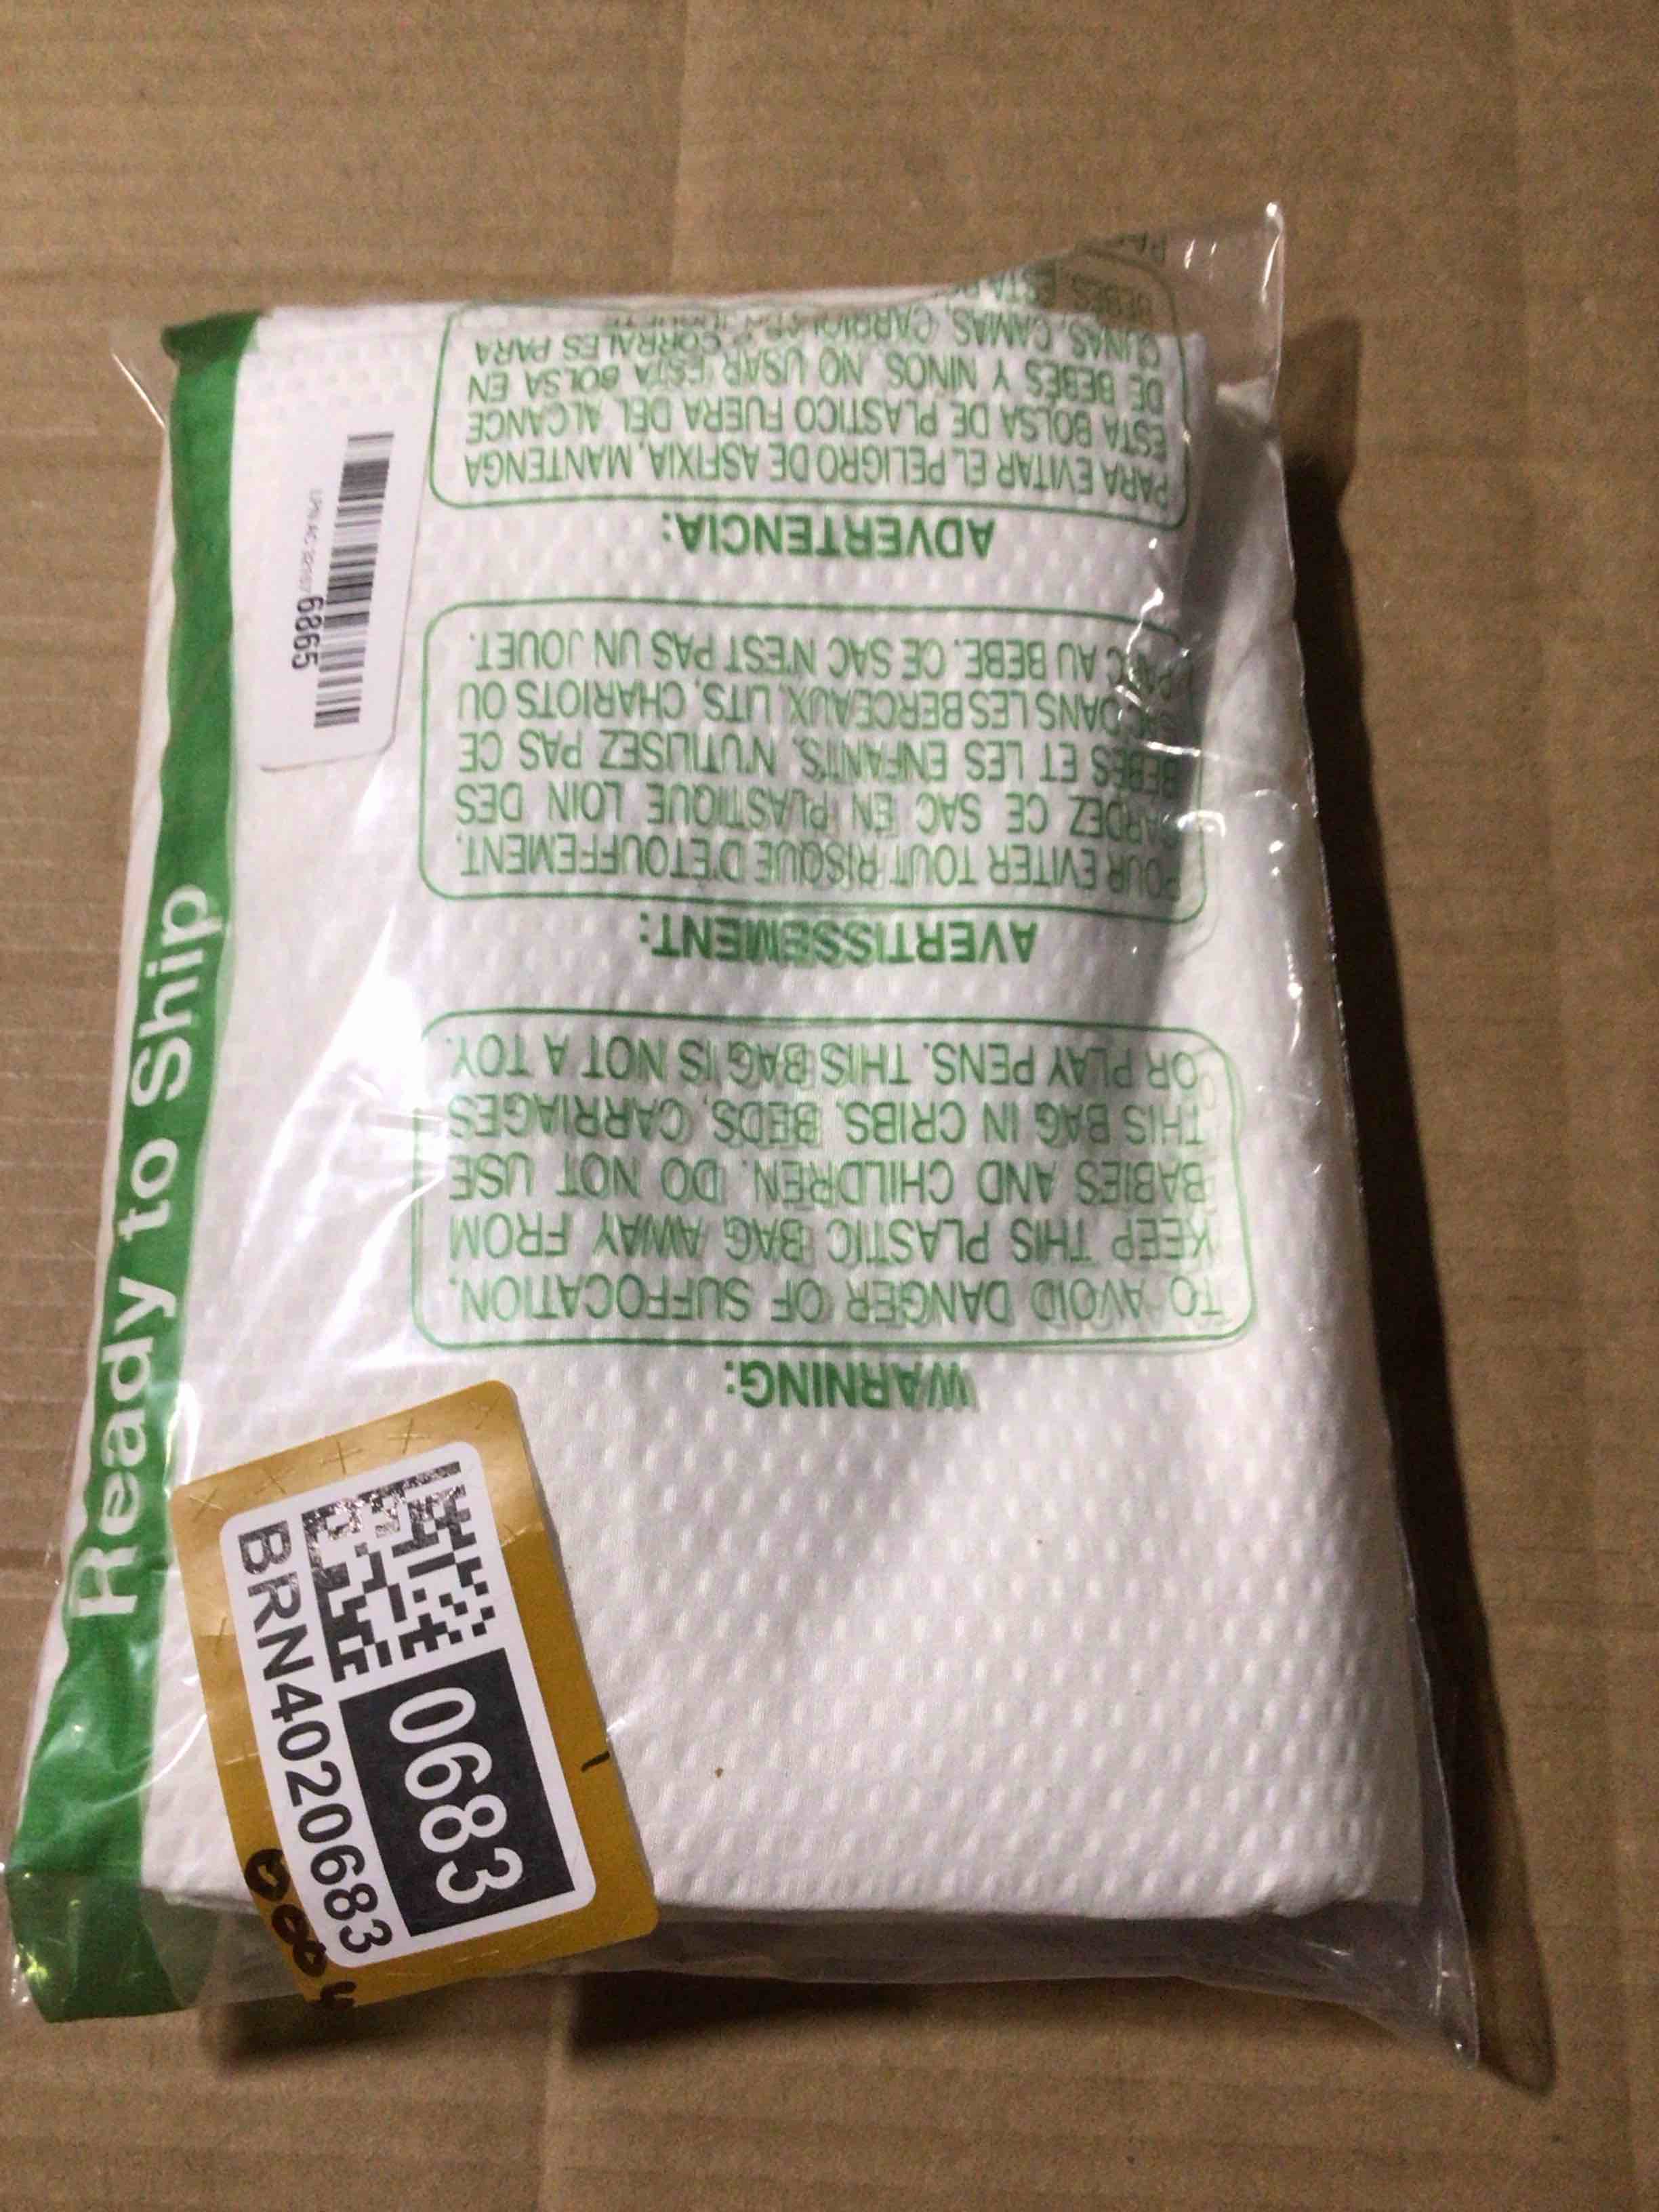 Ready to Ship
WARNING:
TO AVOID DANGER OF SUFFOCATION,
KEEP THIS PLASTIC BAG AWAY FROM
BABIES AND CHILDREN. DO NOT USE
THIS BAG IN CRIBS, BEDS, CARRIAGES
OR PLAY PENS. THIS BAG IS NOT A TOY.
AVERTISSEMENT:
POUR EVITER TOUT RISQUE D'ETOUFFEMENT,
GARDEZ CE SAC EN PLASTIQUE LOIN DES
BEBES ET LES ENFANTS, N'UTILISEZ PAS CE
SAC DANS LES BERCEAUX, LITS, CHARIOTS OU
PARC AU BEBE. CE SAC N'EST PAS UN JOUET.
ADVERTENCIA:
PARA EVITAR EL PELIGRO DE ASFIXIA, MANTENGA
ESTA BOLSA DE PLASTICO FUERA DEL ALCANCE
DE BEBÉS Y NINOS. NO USAR ESTA BOLSA EN
CUNAS, CAMAS, CORRALES PARA
BEBES. ESTA
6865
0683
BRN4020683